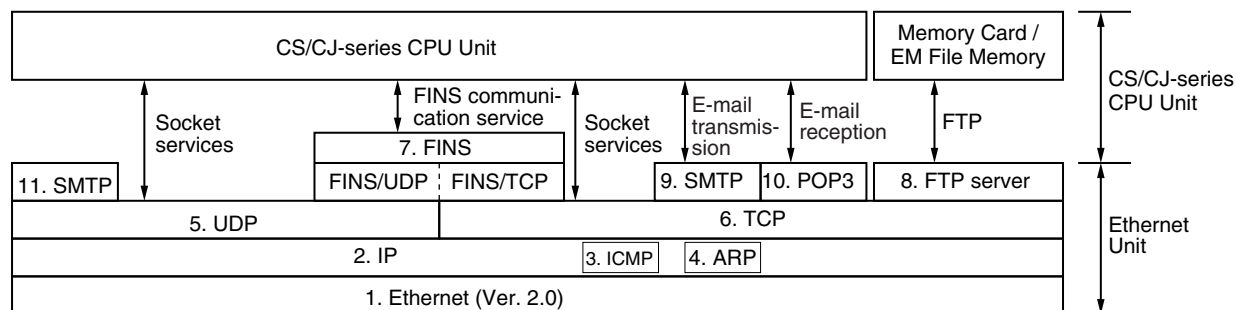 CS/CJ-series CPU Unit
Memory Card /
EM File Memory
CS/CJ-series
CPU Unit
Socket
services
FINS communi-
cation service
Socket
services
E-mail
transmis-
sion
E-mail
reception
FTP
7. FINS
11. SMTP
FINS/UDP
FINS/TCP
9. SMTP
10. POP3
8. FTP server
5. UDP
6. TCP
Ethernet
Unit
2. IP
3. ICMP
4. ARP
1. Ethernet (Ver. 2.0)